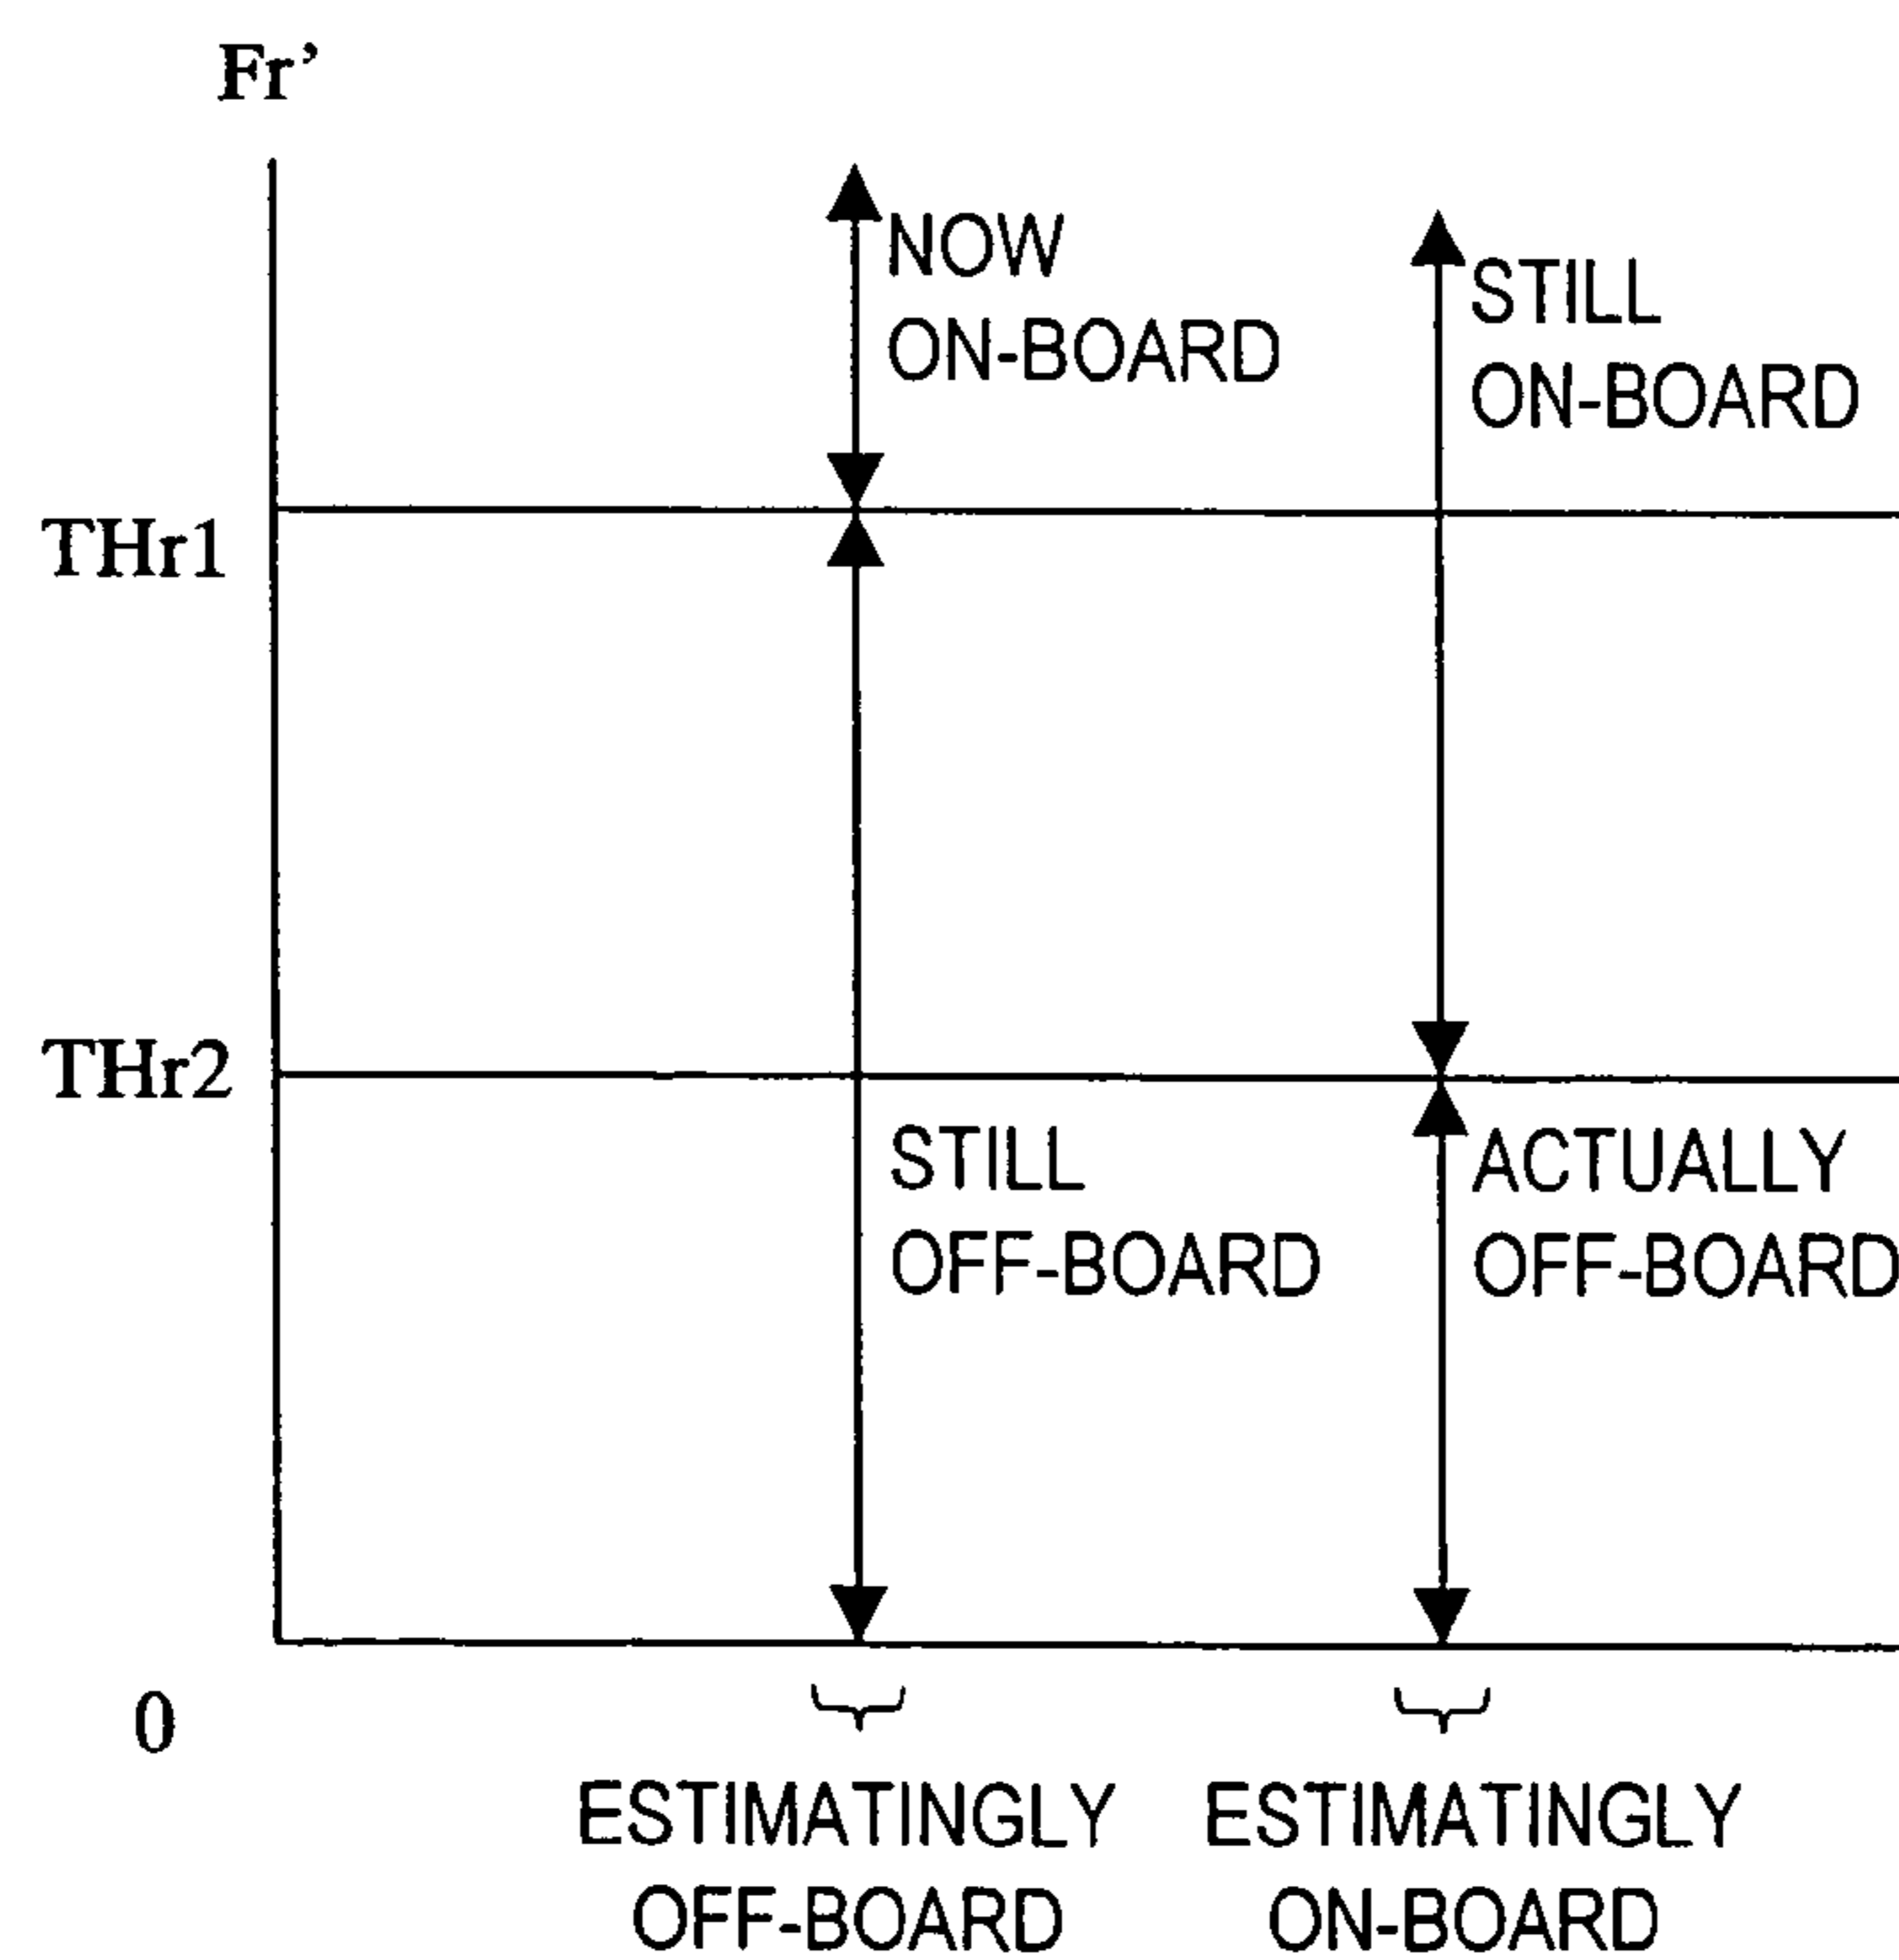 Fr’
NOW
ON-BOARD
STILL
ON-BOARD
THr1
THr2
STILL
OFF-BOARD
ACTUALLY
OFF-BOARD
0
ESTIMATINGLY
OFF-BOARD
ESTIMATINGLY
ON-BOARD